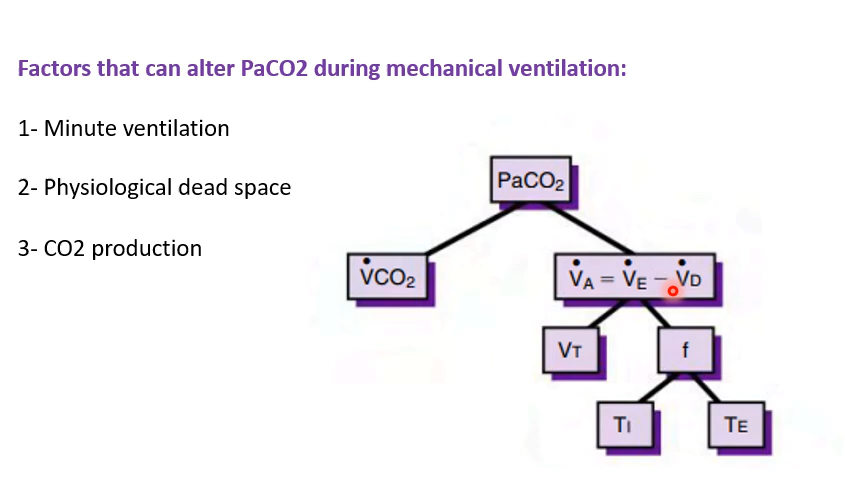 Factors that can alter PaCO2 during mechanical ventilation:
1- Minute ventilation
2- Physiological dead space
3- CO2 production
PaCO₂
V̇CO₂
V̇A = V̇E − V̇D
VT
f
TI
TE